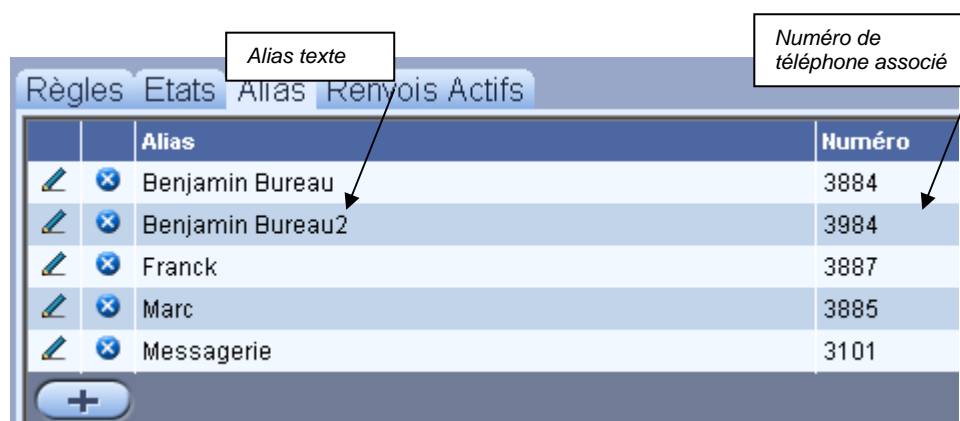 Alias texte
Numéro de
téléphone associé
Règles Etats Alias Renvois Actifs
Alias Numéro
Benjamin Bureau 3884
Benjamin Bureau2 3984
Franck 3887
Marc 3885
Messagerie 3101